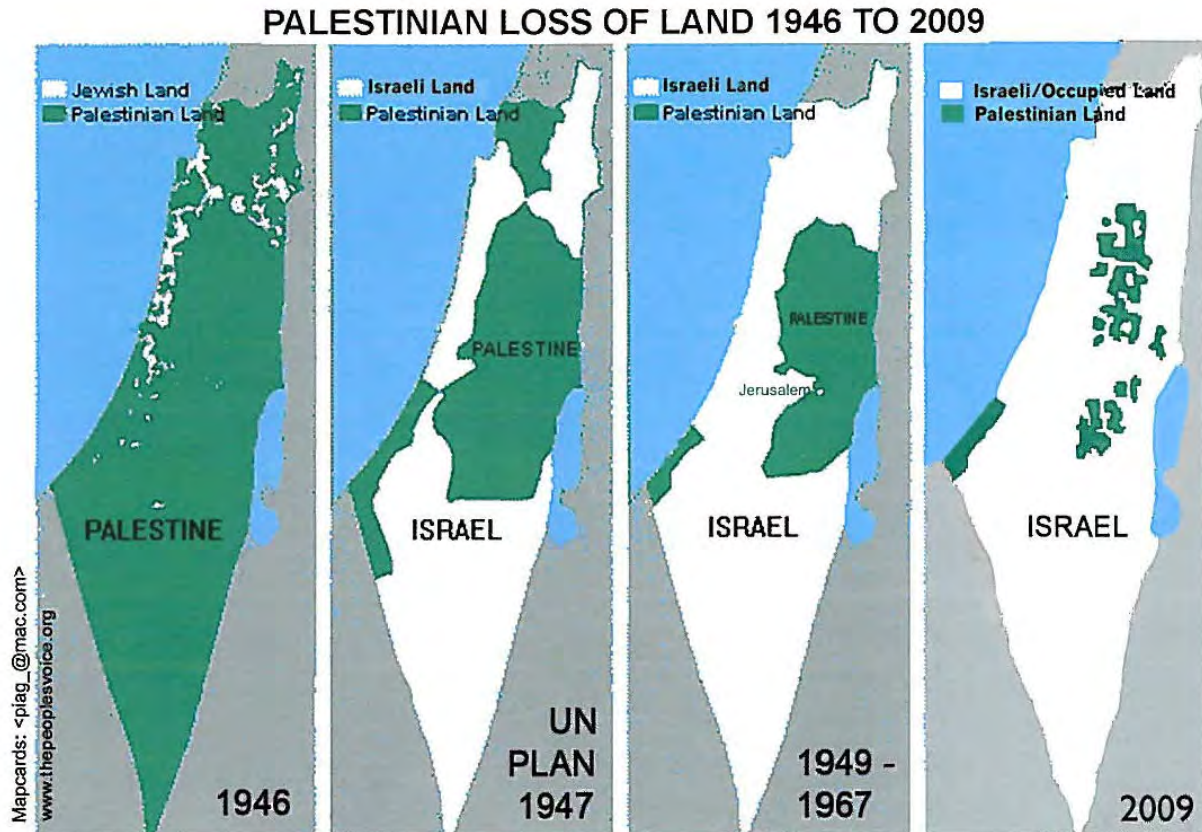 PALESTINIAN LOSS OF LAND 1946 TO 2009
Jewish Land
Palestinian Land
PALESTINE
1946
Israeli Land
Palestinian Land
PALESTINE
ISRAEL
UN
PLAN
1947
Israeli Land
Palestinian Land
PALESTINE
Jerusalem
ISRAEL
1949 -
1967
Israeli/Occupied Land
Palestinian Land
ISRAEL
2009
Mapcards: <piag_@mac.com>
www.thepeoplesvoice.org